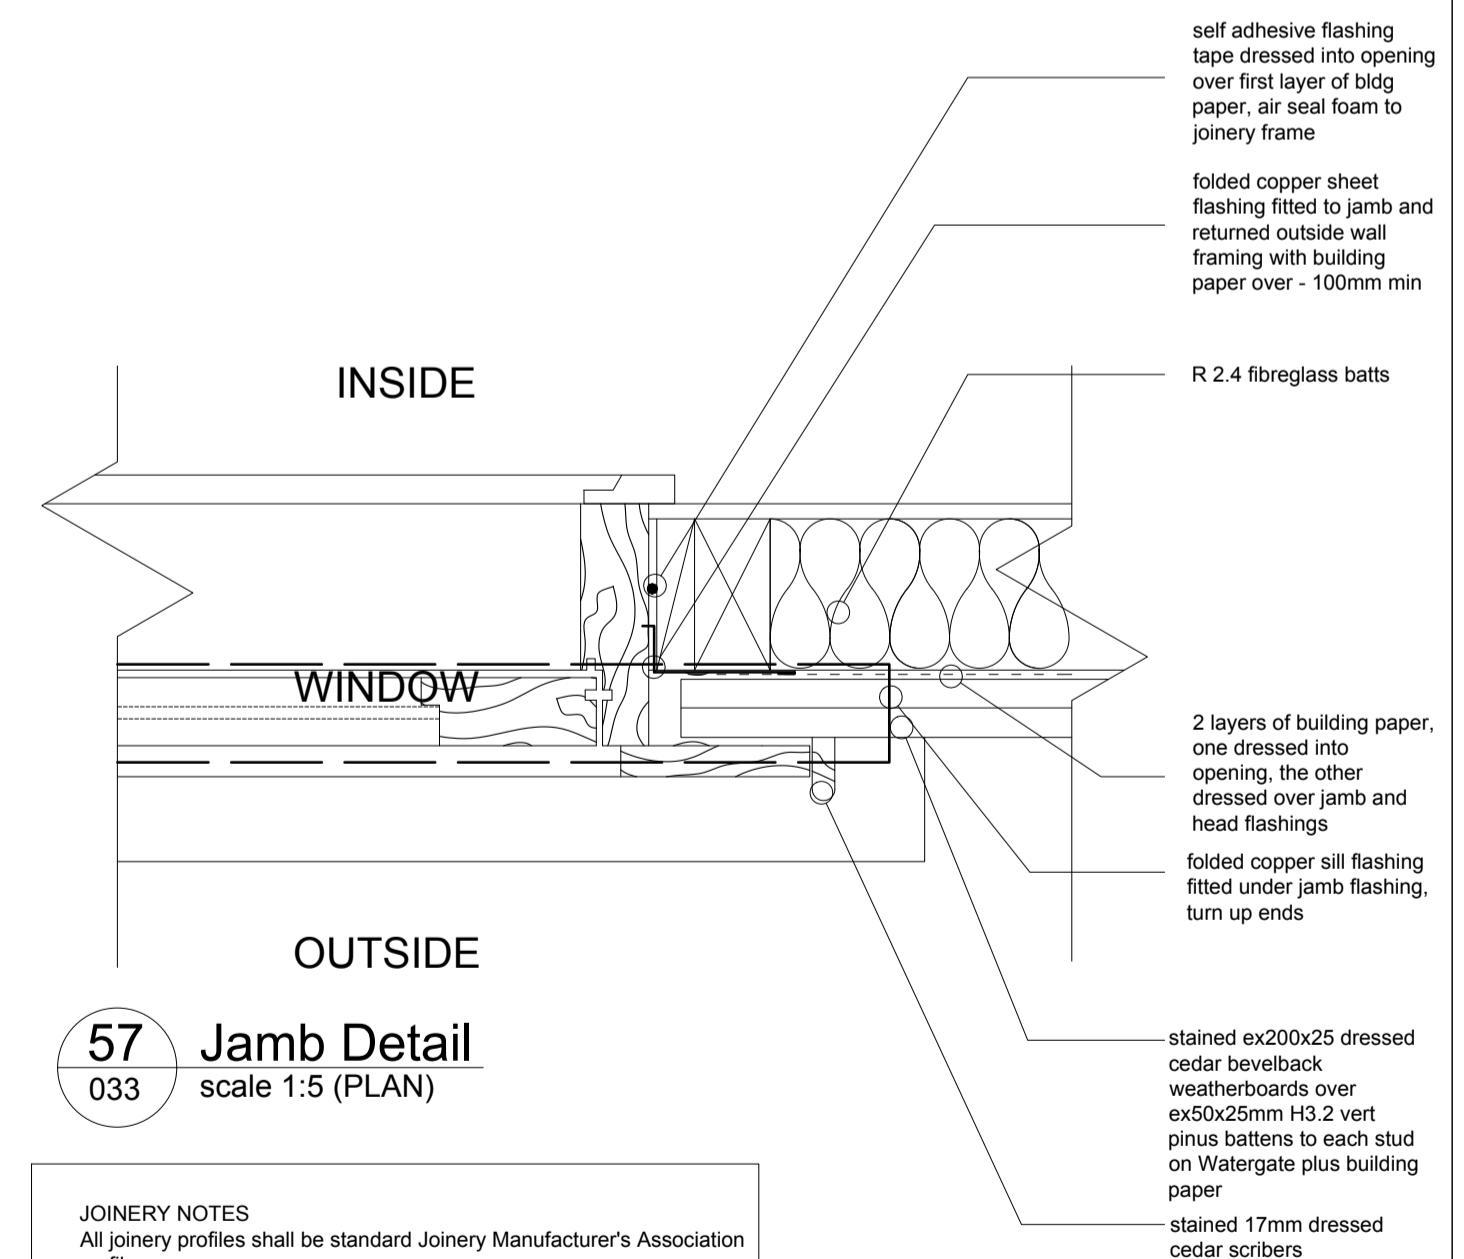 self adhesive flashing
tape dressed into opening
over first layer of bldg
paper, air seal foam to
joinery frame
folded copper sheet
flashing fitted to jamb and
returned outside wall
framing with building
paper over - 100mm min
R 2.4 fibreglass batts
INSIDE
WINDOW
OUTSIDE
2 layers of building paper,
one dressed into
opening, the other
dressed over jamb and
head flashings
folded copper sill flashing
fitted under jamb flashing,
turn up ends
stained ex200x25 dressed
cedar bevelback
weatherboards over
ex50x25mm H3.2 vert
pinus battens to each stud
on Watergate plus building
paper
stained 17mm dressed
cedar scribers
57
033
Jamb Detail
scale 1:5 (PLAN)
JOINERY NOTES
All joinery profiles shall be standard Joinery Manufacturer's Association